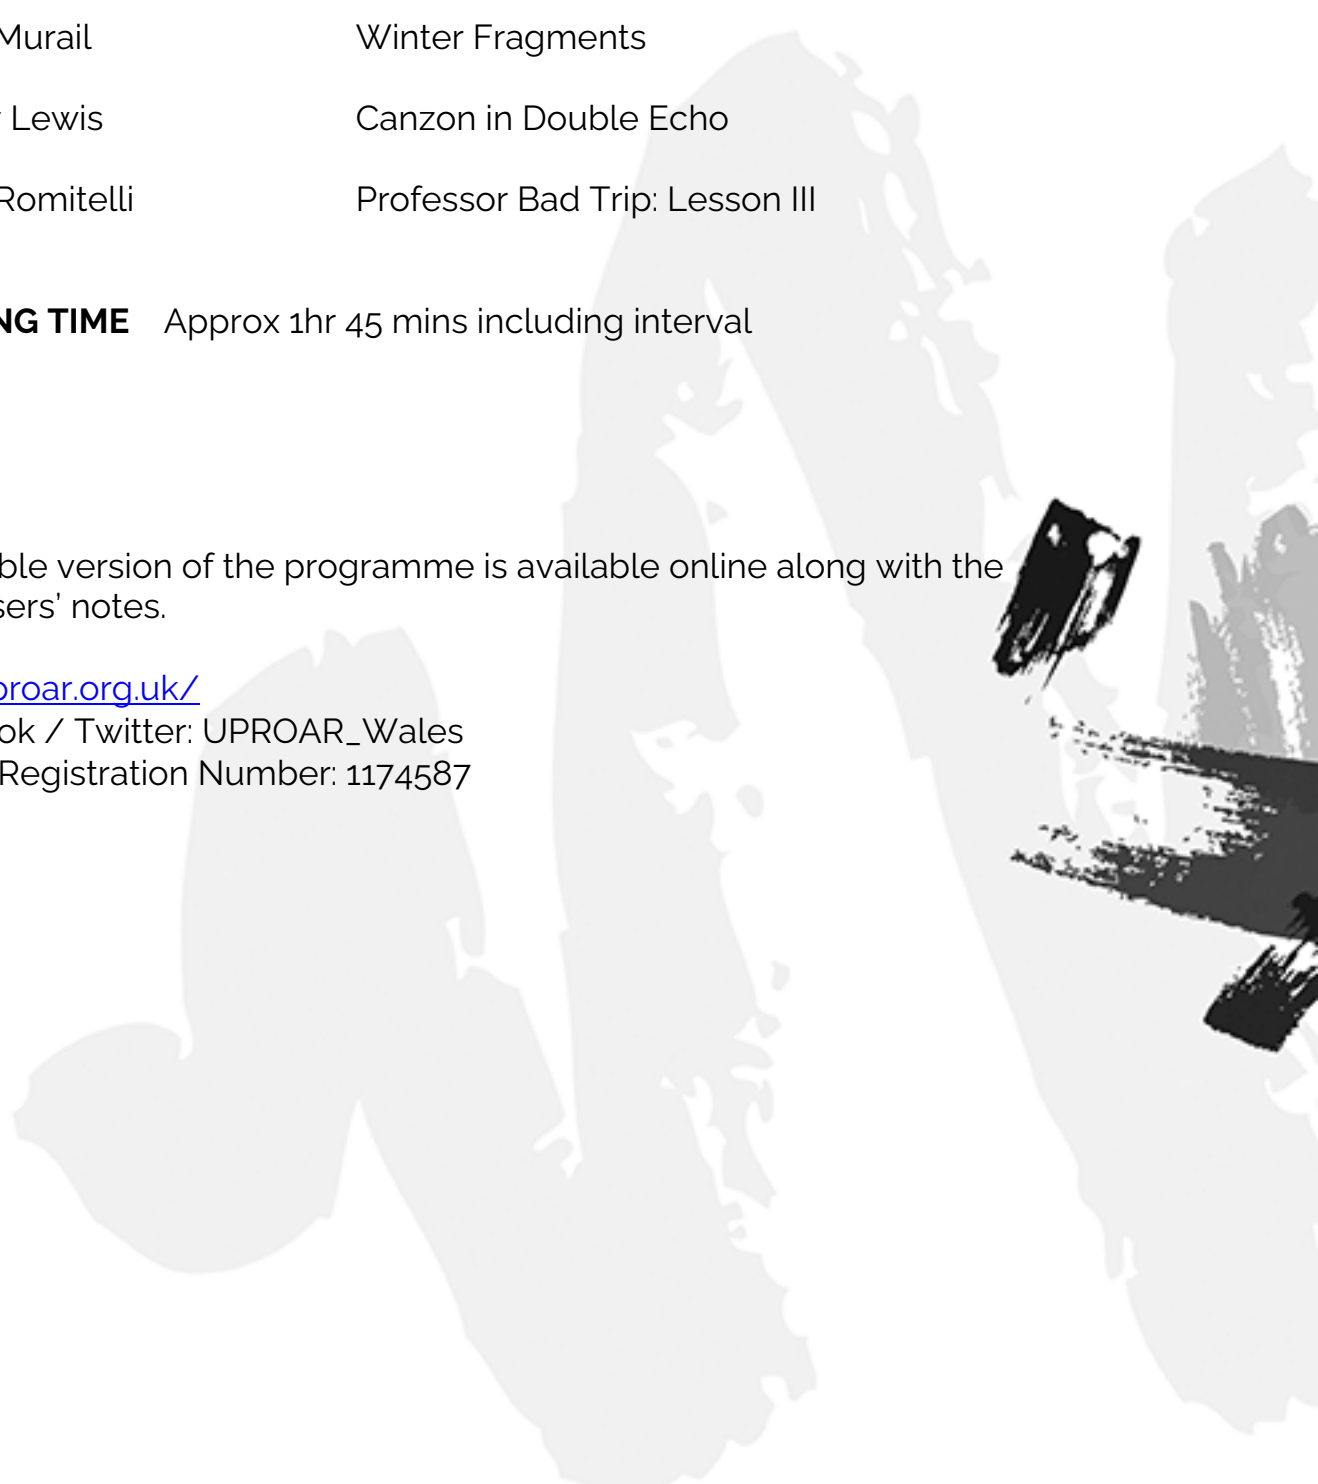 Murail Winter Fragments
Lewis Canzon in Double Echo
Romitelli Professor Bad Trip: Lesson III
NG TIME Approx 1hr 45 mins including interval
ble version of the programme is available online along with the
sers’ notes.
proar.org.uk/
ok / Twitter: UPROAR_Wales
Registration Number: 1174587